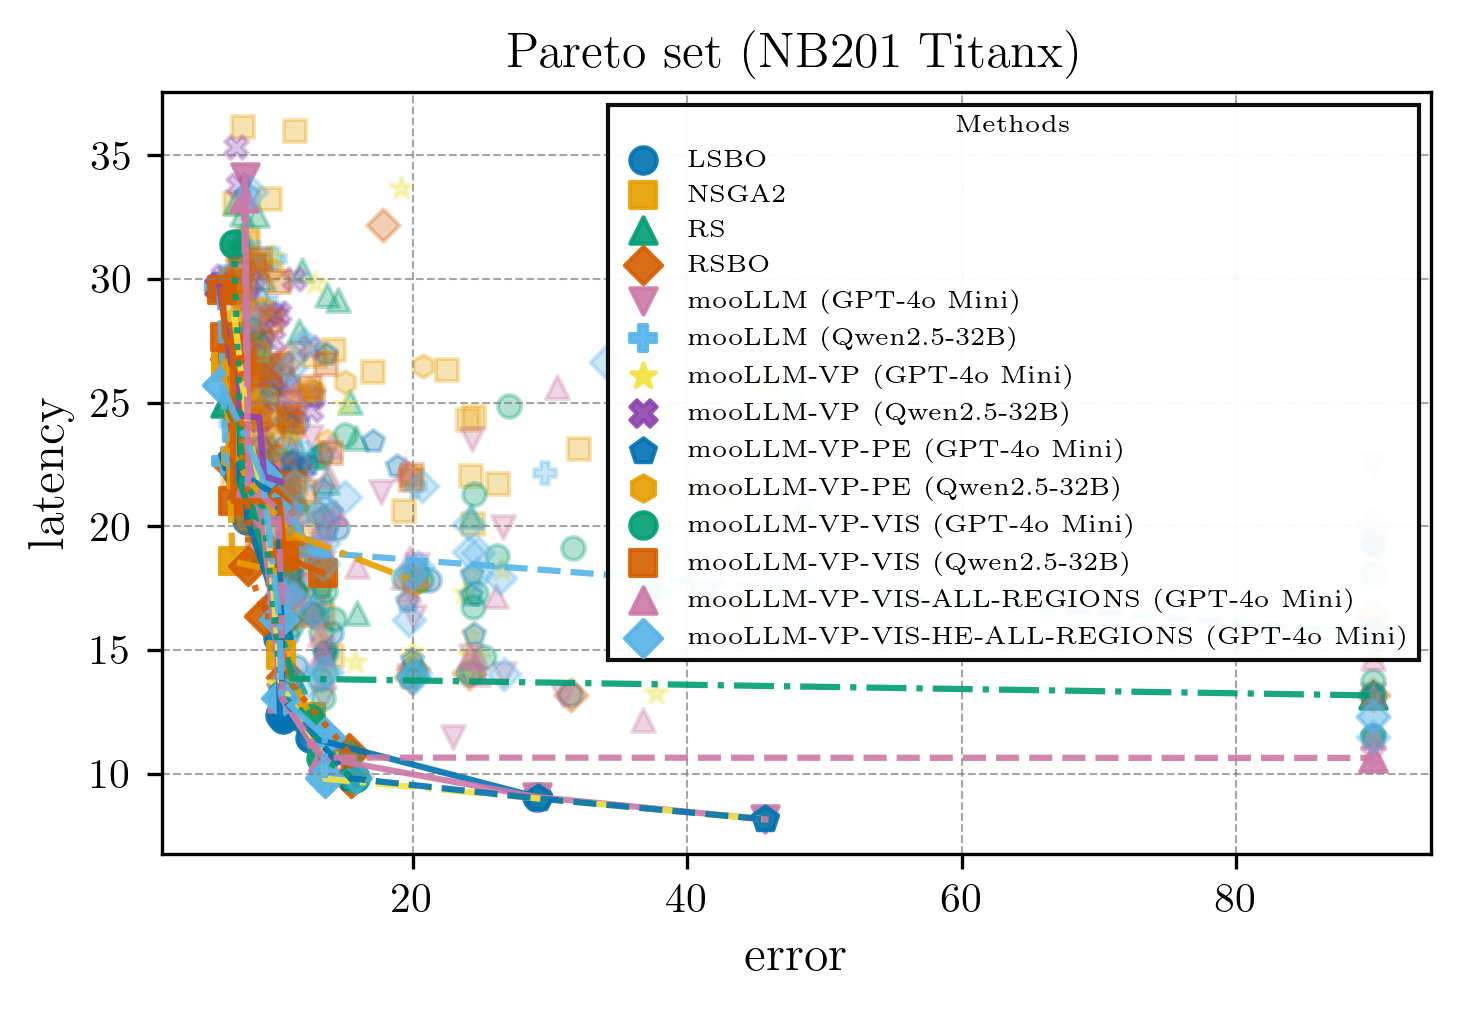 Pareto set (NB201 Titanx)
Methods
LSBO
NSGA2
RS
RSBO
mooLLM (GPT-4o Mini)
mooLLM (Qwen2.5-32B)
mooLLM-VP (GPT-4o Mini)
mooLLM-VP (Qwen2.5-32B)
mooLLM-VP-PE (GPT-4o Mini)
mooLLM-VP-PE (Qwen2.5-32B)
mooLLM-VP-VIS (GPT-4o Mini)
mooLLM-VP-VIS (Qwen2.5-32B)
mooLLM-VP-VIS-ALL-REGIONS (GPT-4o Mini)
mooLLM-VP-VIS-HE-ALL-REGIONS (GPT-4o Mini)
35
30
25
20
15
10
latency
20 40 60 80
error